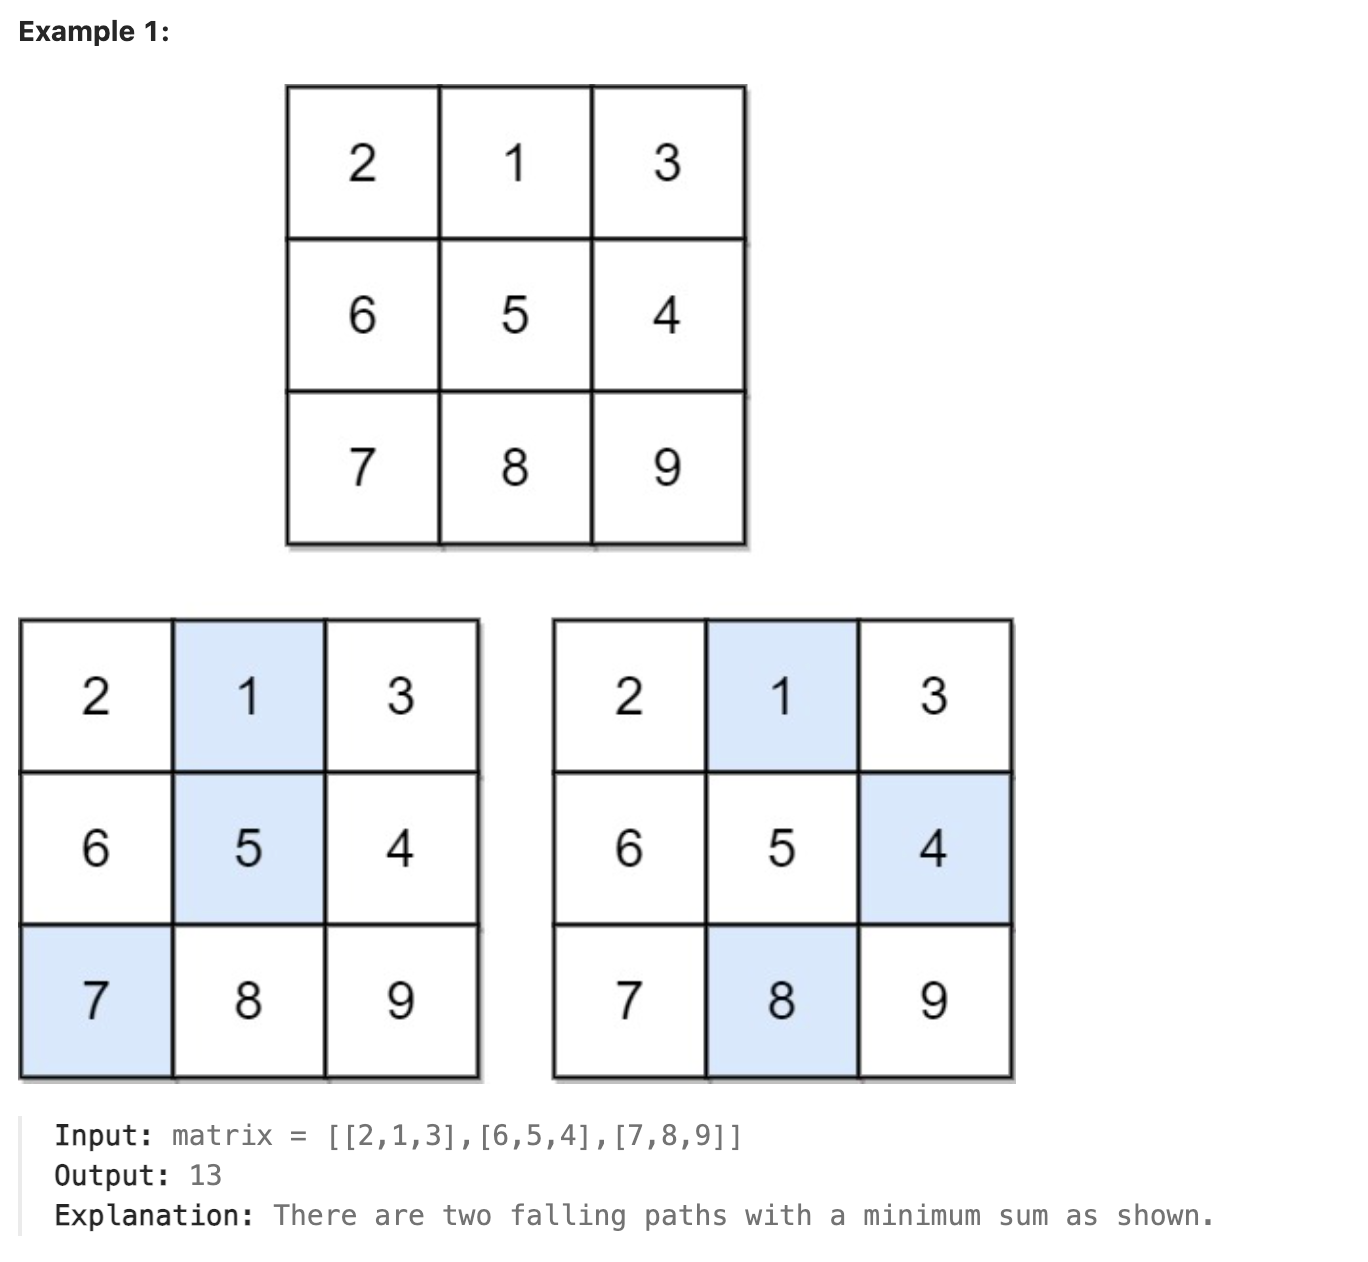 Example 1:
2 1 3
6 5 4
7 8 9
2 1 3
6 5 4
7 8 9
2 1 3
6 5 4
7 8 9
Input: matrix = [[2,1,3],[6,5,4],[7,8,9]]
Output: 13
Explanation: There are two falling paths with a minimum sum as shown.